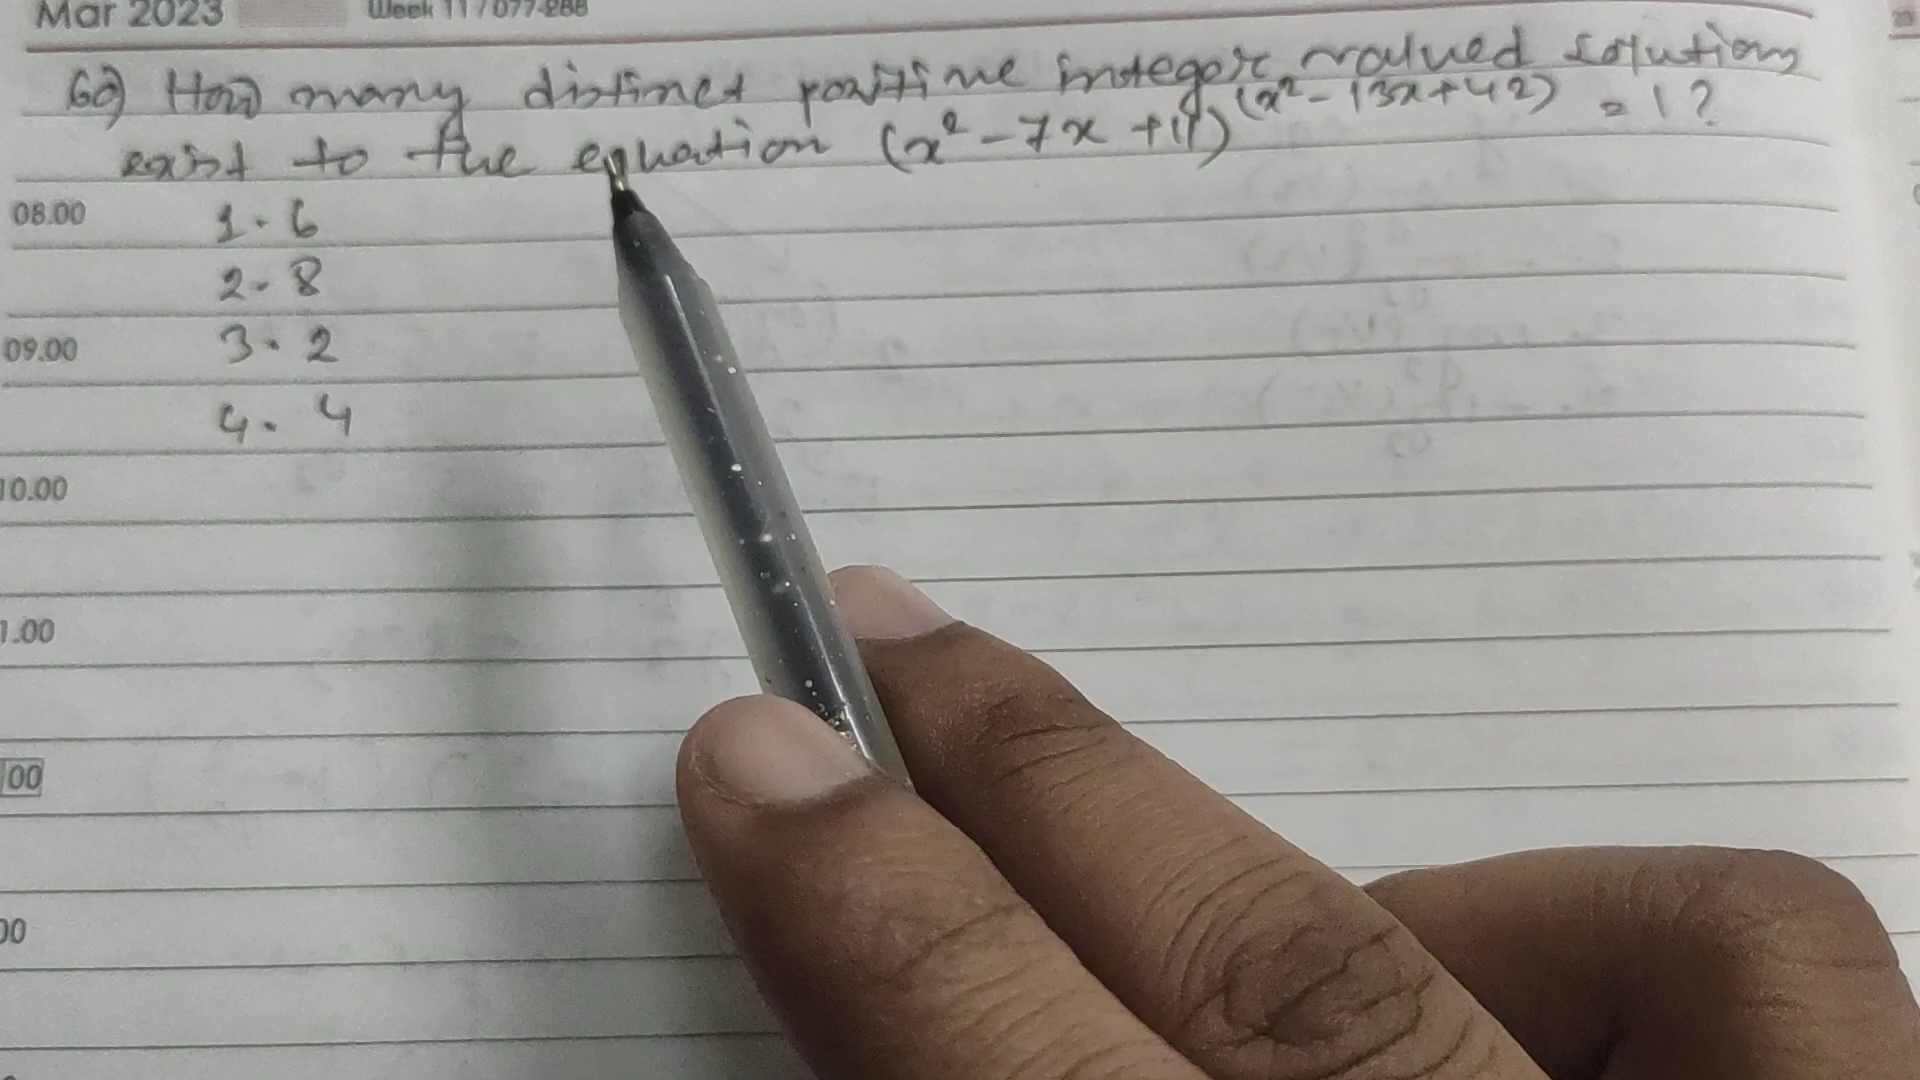 Mar 2023 Week 11 / 077-288
60) How many distinct positive integer valued solutions
exist to the equation (x² - 7x + 11)^(x² - 13x + 42) = 1 ?
08.00 1. 6
2. 8
09.00 3. 2
4. 4
10.00
1.00
00
00